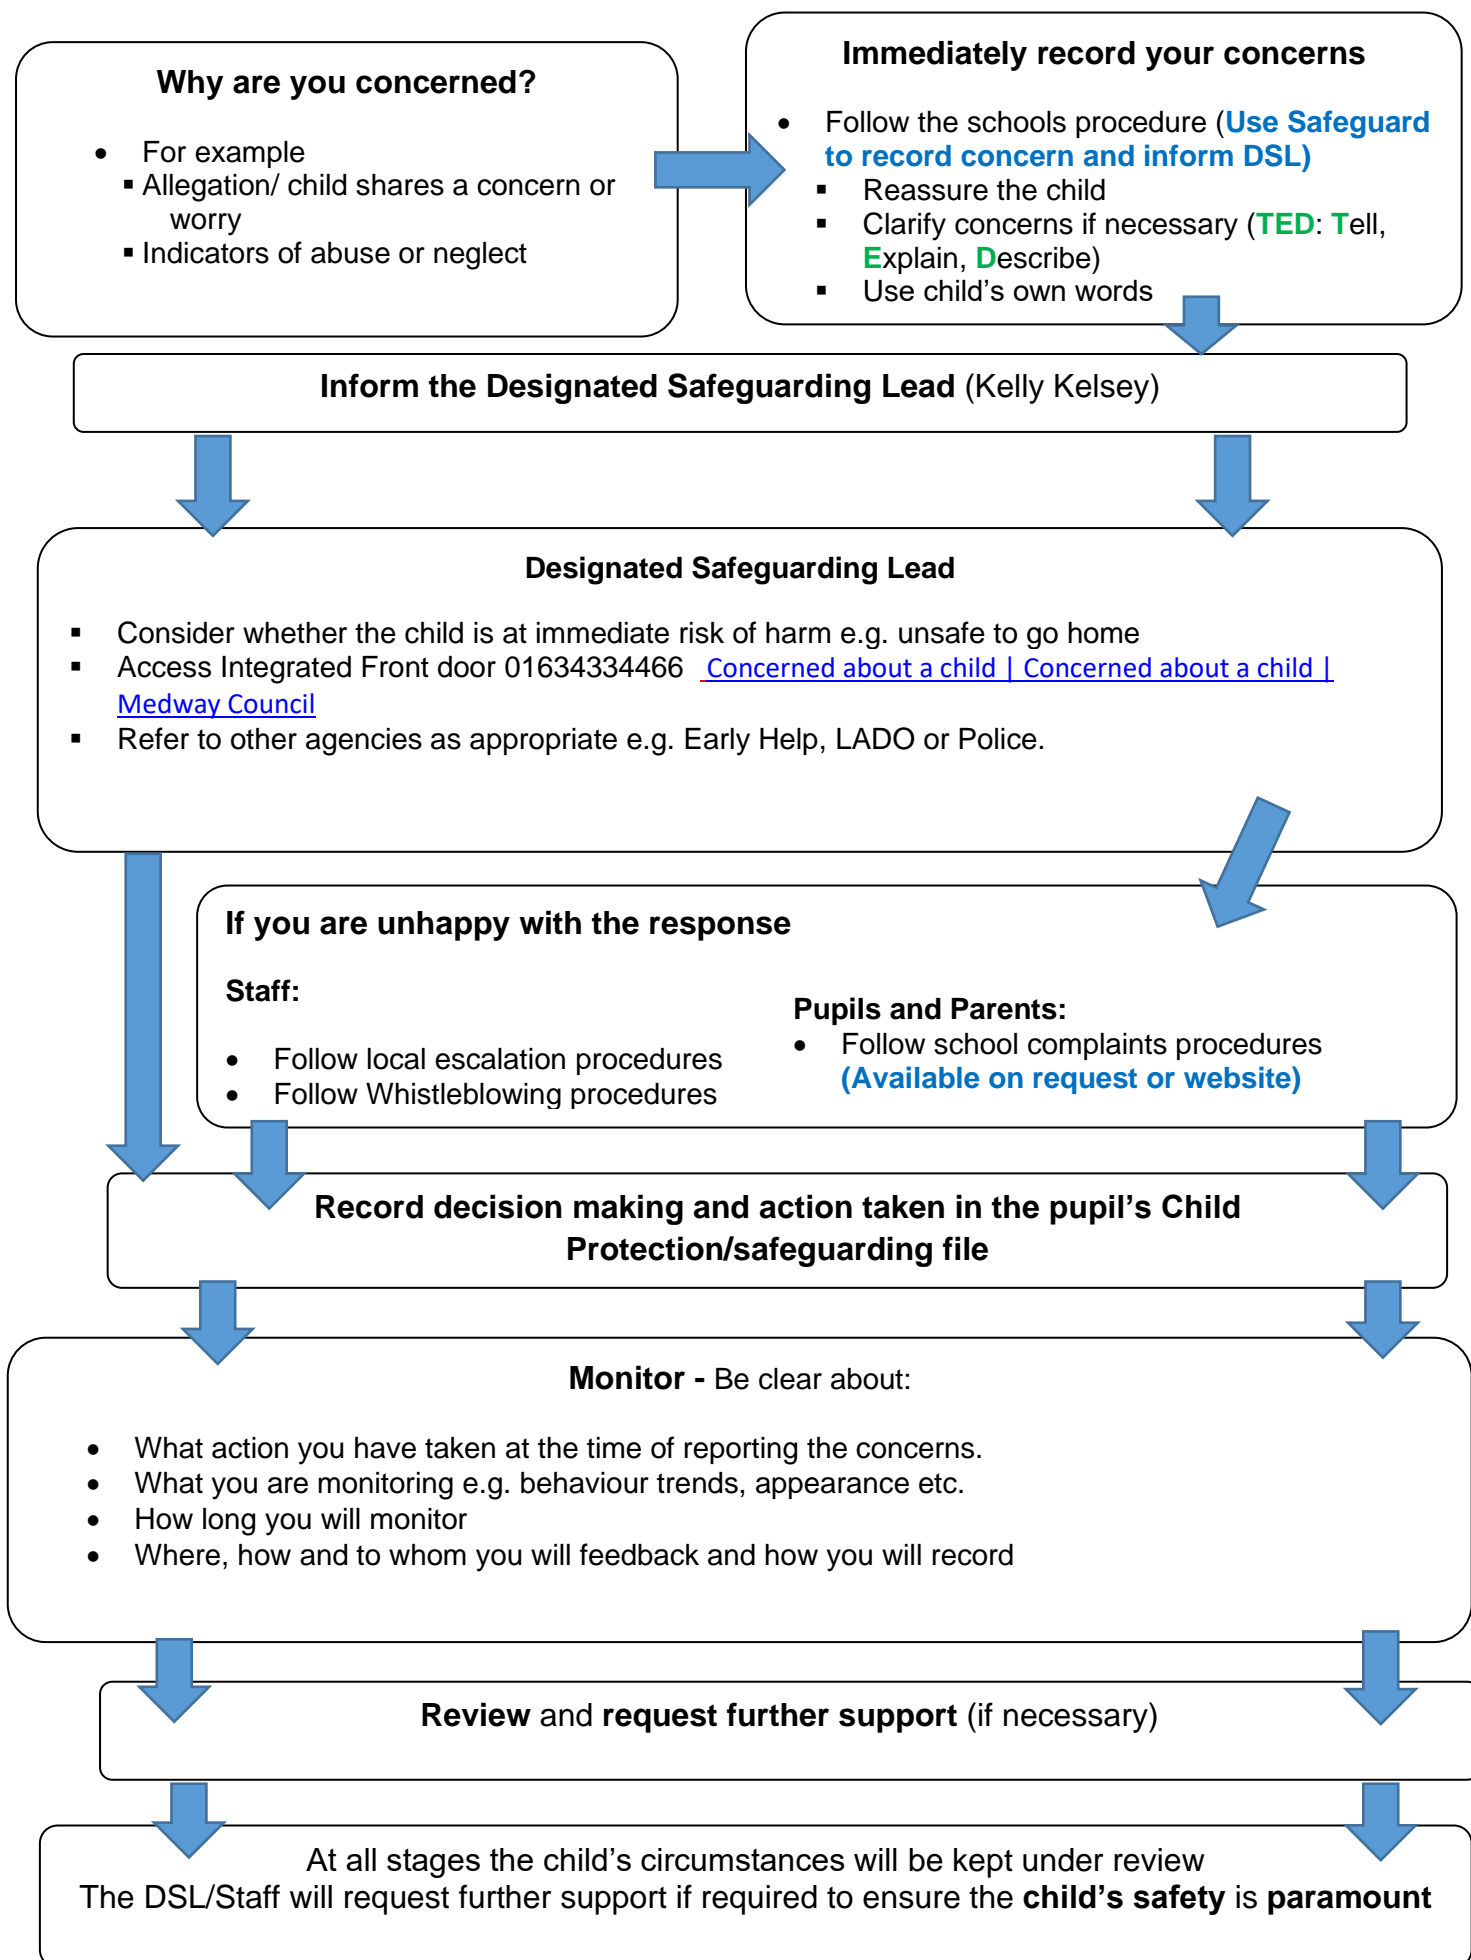 Why are you concerned?
• For example
▪ Allegation/ child shares a concern or
worry
▪ Indicators of abuse or neglect
Immediately record your concerns
• Follow the schools procedure (Use Safeguard
to record concern and inform DSL)
▪ Reassure the child
▪ Clarify concerns if necessary (TED: Tell,
Explain, Describe)
▪ Use child’s own words
Inform the Designated Safeguarding Lead (Kelly Kelsey)
Designated Safeguarding Lead
▪ Consider whether the child is at immediate risk of harm e.g. unsafe to go home
▪ Access Integrated Front door 01634334466 Concerned about a child | Concerned about a child |
Medway Council
▪ Refer to other agencies as appropriate e.g. Early Help, LADO or Police.
If you are unhappy with the response
Staff:
• Follow local escalation procedures
• Follow Whistleblowing procedures
Pupils and Parents:
• Follow school complaints procedures
(Available on request or website)
Record decision making and action taken in the pupil’s Child
Protection/safeguarding file
Monitor - Be clear about:
• What action you have taken at the time of reporting the concerns.
• What you are monitoring e.g. behaviour trends, appearance etc.
• How long you will monitor
• Where, how and to whom you will feedback and how you will record
Review and request further support (if necessary)
At all stages the child’s circumstances will be kept under review
The DSL/Staff will request further support if required to ensure the child’s safety is paramount